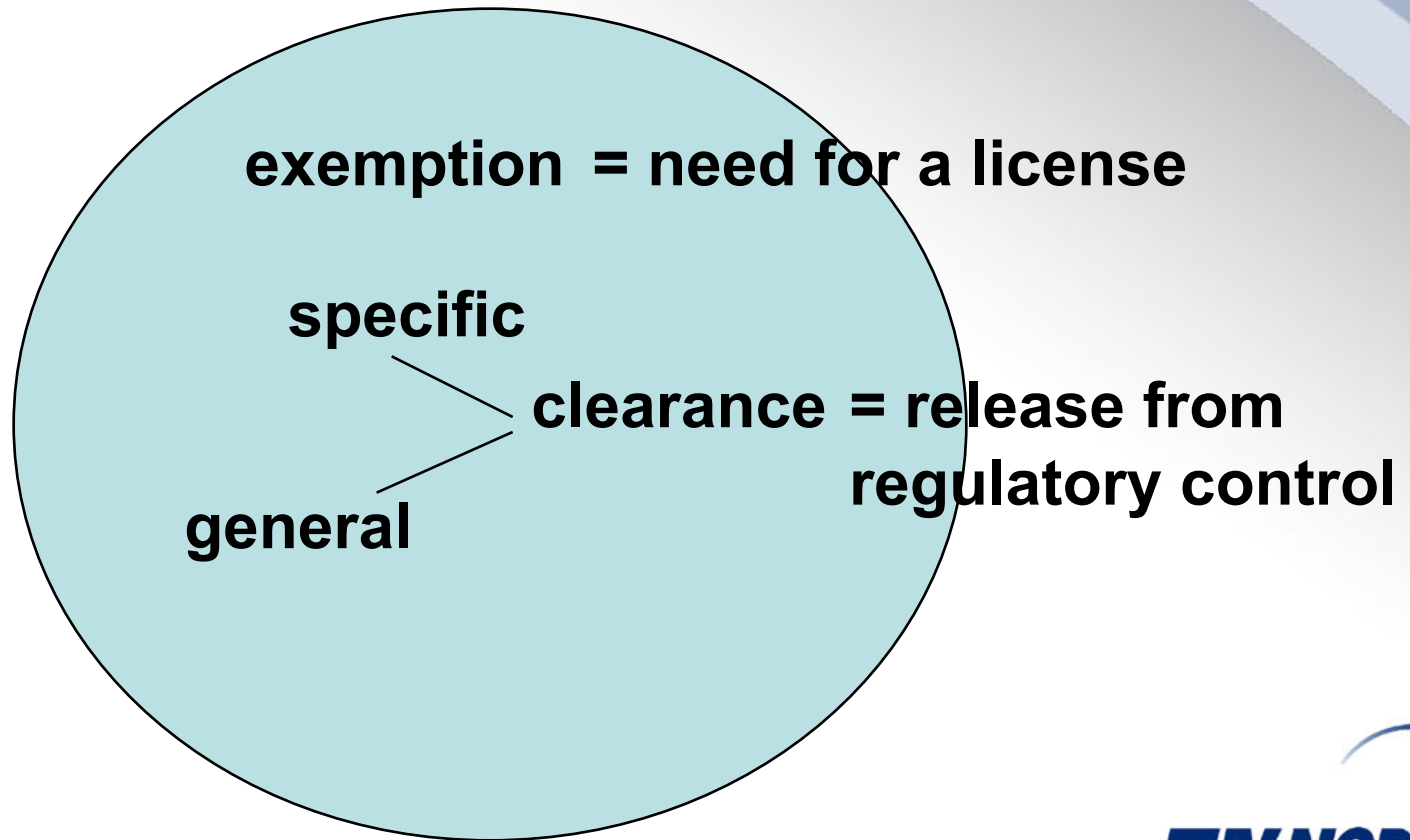 exemption = need for a license
specific
clearance = release from
regulatory control
general